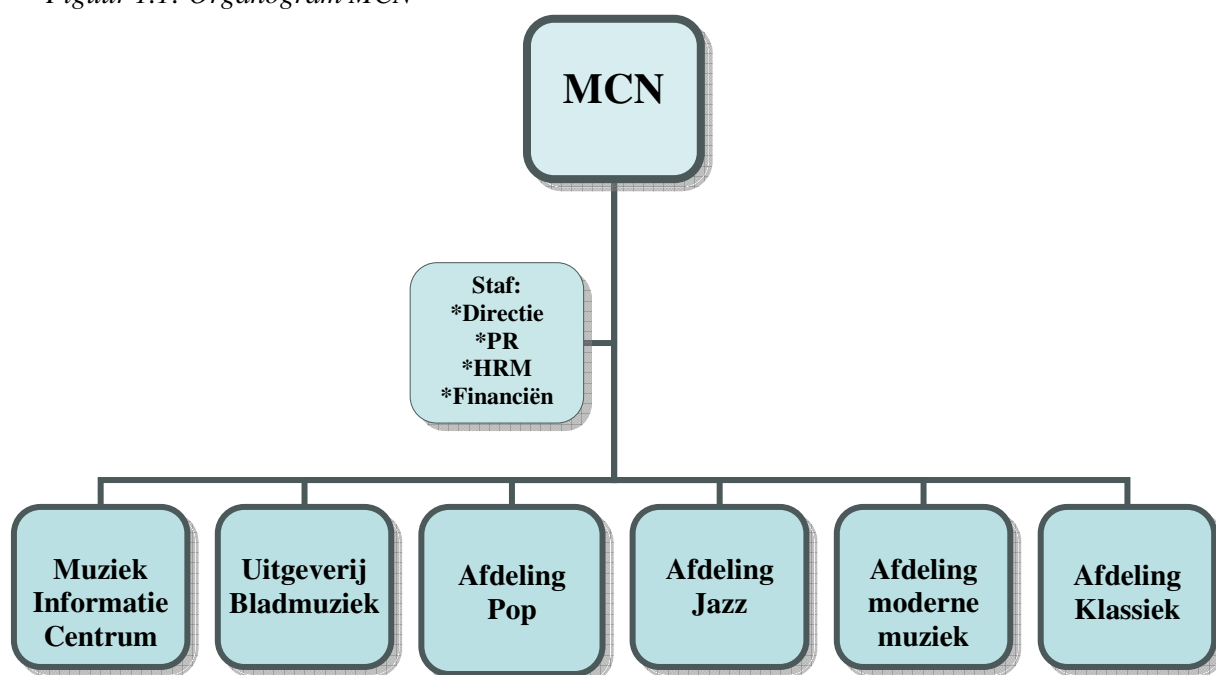 Figuur 1.1: Organogram MCN
MCN
Staf:
*Directie
*PR
*HRM
*Financiën
Muziek
Informatie
Centrum
Uitgeverij
Bladmuziek
Afdeling
Pop
Afdeling
Jazz
Afdeling
moderne
muziek
Afdeling
Klassiek